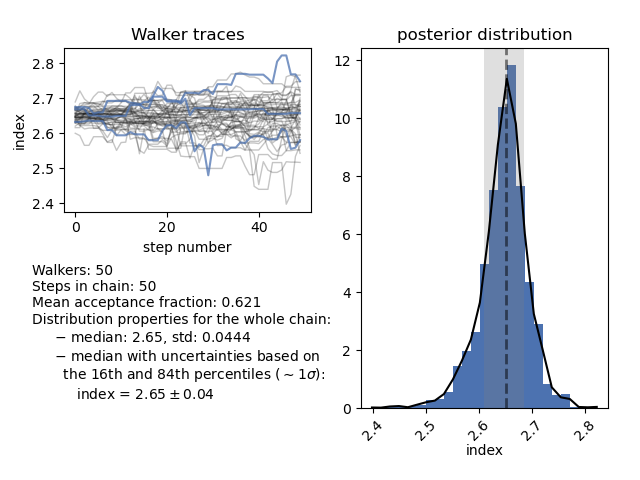 Walker traces
index
2.8
2.7
2.6
2.5
2.4
0
20
40
step number
Walkers: 50
Steps in chain: 50
Mean acceptance fraction: 0.621
Distribution properties for the whole chain:
− median: 2.65, std: 0.0444
− median with uncertainties based on
the 16th and 84th percentiles (∼ 1σ):
index = 2.65 ± 0.04
posterior distribution
12
10
8
6
4
2
0
2.4
2.5
2.6
2.7
2.8
index